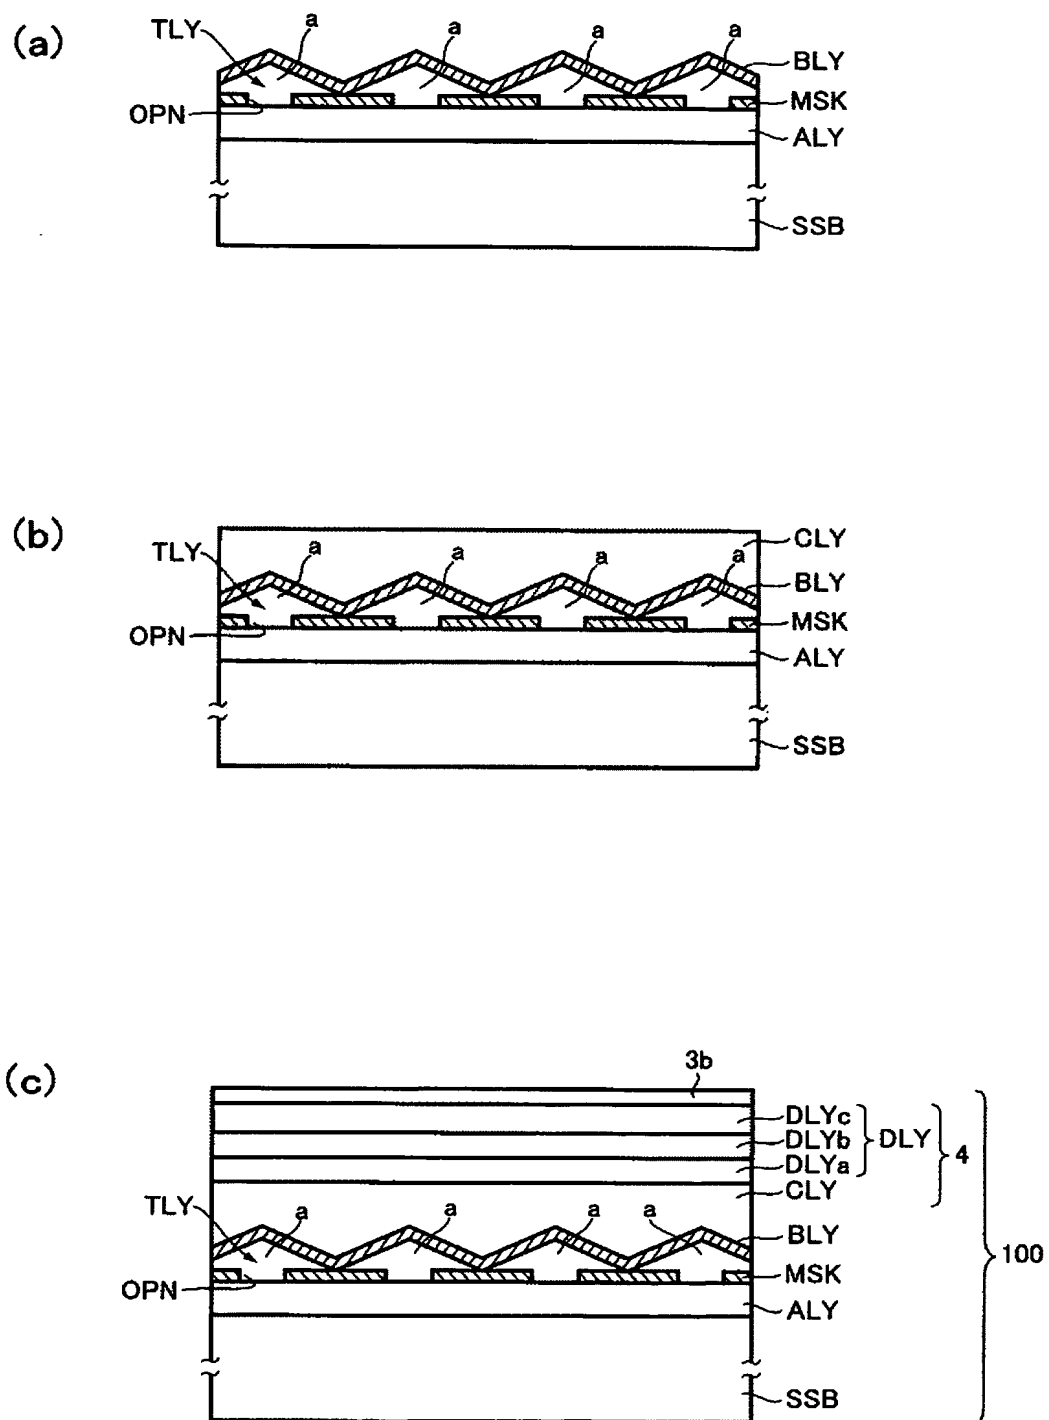 (a)
TLY a a a a BLY
MSK
OPN
ALY
SSB
(b)
CLY
TLY a a a a BLY
MSK
OPN
ALY
SSB
(c)
3b
DLYc
DLYb DLY 4
DLYa
CLY
TLY a a a a BLY
100
MSK
OPN
ALY
SSB